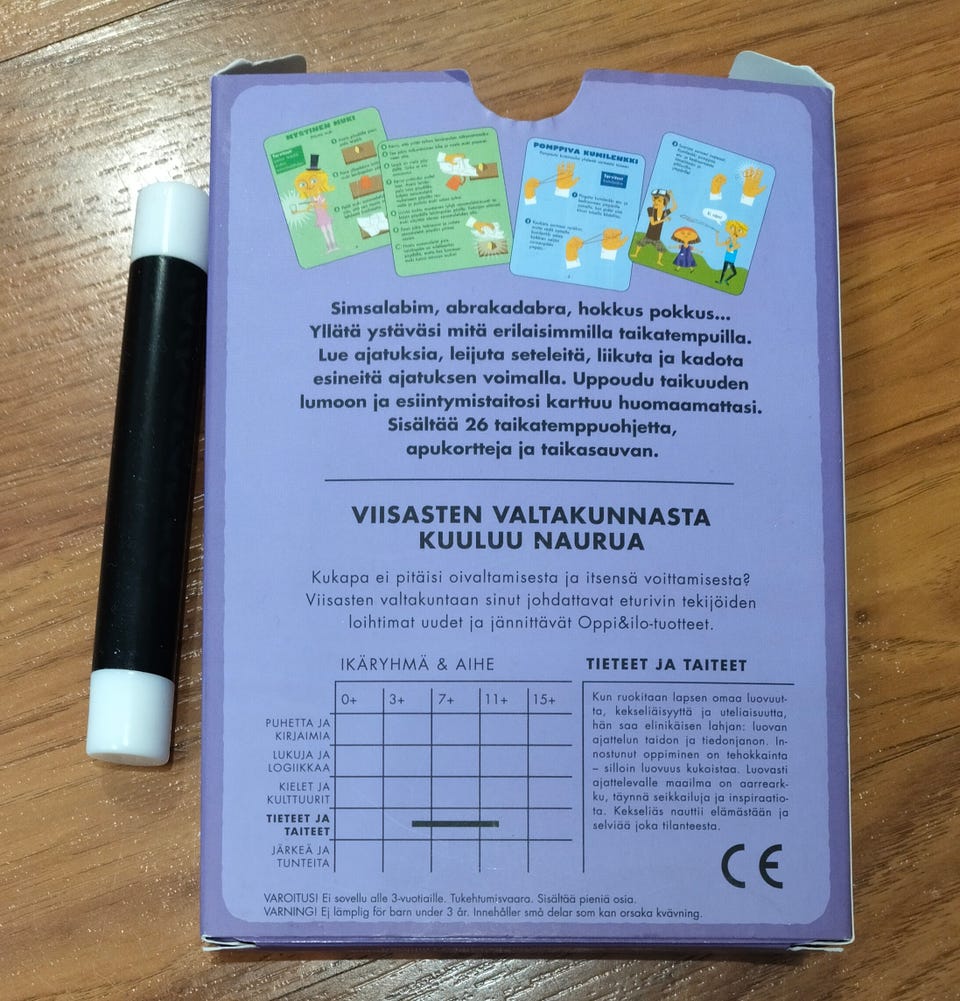 MYSTINEN MUKI
Tarvitset
POMPPIVA KUMILENKKI
Tarvitset
Simsalabim, abrakadabra, hokkus pokkus...
Yllätä ystäväsi mitä erilaisimmilla taikatempuilla.
Lue ajatuksia, leijuta seteleitä, liikuta ja kadota
esineitä ajatuksen voimalla. Uppoudu taikuuden
lumoon ja esiintymistaitosi karttuu huomaamattasi.
Sisältää 26 taikatemppuohjetta,
apukortteja ja taikasauvan.
VIISASTEN VALTAKUNNASTA
KUULUU NAURUA
Kukapa ei pitäisi oivaltamisesta ja itsensä voittamisesta?
Viisasten valtakuntaan sinut johdattavat eturivin tekijöiden
loihtimat uudet ja jännittävät Oppi&ilo-tuotteet.
IKÄRYHMÄ & AIHE
0+ 3+ 7+ 11+ 15+
PUHETTA JA
KIRJAIMIA
LUKUJA JA
LOGIIKKAA
KIELET JA
KULTTUURIT
TIETEET JA
TAITEET
JÄRKEÄ JA
TUNTEITA
TIETEET JA TAITEET
Kun ruokitaan lapsen omaa luovuut-
ta, kekseliäisyyttä ja uteliaisuutta,
hän saa elinikäisen lahjan: luovan
ajattelun taidon ja tiedonjanon. In-
nostunut oppiminen on tehokkainta
– silloin luovuus kukoistaa. Luovasti
ajattelevalle maailma on aarreark-
ku, täynnä seikkailuja ja inspiraatio-
ta. Kekseliäs nauttii elämästään ja
selviää joka tilanteesta.
CE
VAROITUS! Ei sovellu alle 3-vuotiaille. Tukehtumisvaara. Sisältää pieniä osia.
VARNING! Ej lämplig för barn under 3 år. Innehåller små delar som kan orsaka kvävning.